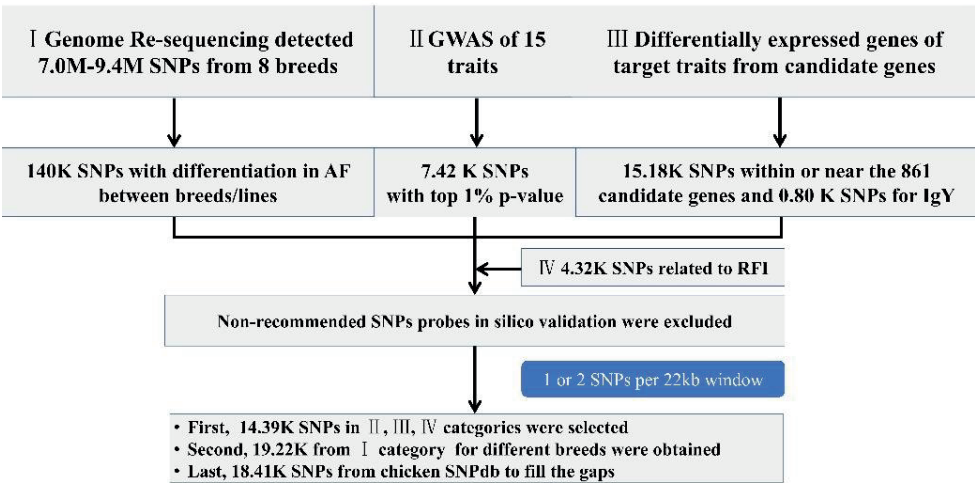 Ⅰ Genome Re-sequencing detected
7.0M-9.4M SNPs from 8 breeds
Ⅱ GWAS of 15
traits
Ⅲ Differentially expressed genes of
target traits from candidate genes
140K SNPs with differentiation in AF
between breeds/lines
7.42 K SNPs
with top 1% p-value
15.18K SNPs within or near the 861
candidate genes and 0.80 K SNPs for IgY
Ⅳ 4.32K SNPs related to RFI
Non-recommended SNPs probes in silico validation were excluded
1 or 2 SNPs per 22kb window
• First, 14.39K SNPs in Ⅱ, Ⅲ, Ⅳ categories were selected
• Second, 19.22K from Ⅰ category for different breeds were obtained
• Last, 18.41K SNPs from chicken SNPdb to fill the gaps